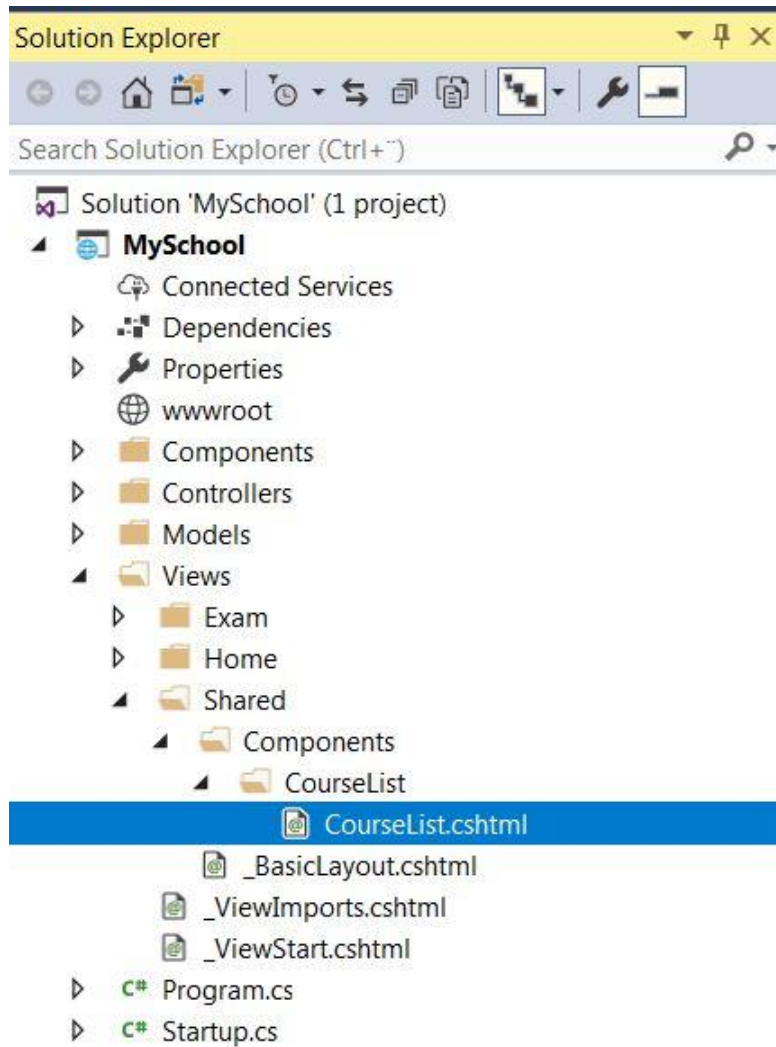 Solution Explorer
Search Solution Explorer (Ctrl+¨)
Solution 'MySchool' (1 project)
MySchool
Connected Services
Dependencies
Properties
wwwroot
Components
Controllers
Models
Views
Exam
Home
Shared
Components
CourseList
CourseList.cshtml
_BasicLayout.cshtml
_ViewImports.cshtml
_ViewStart.cshtml
C# Program.cs
C# Startup.cs